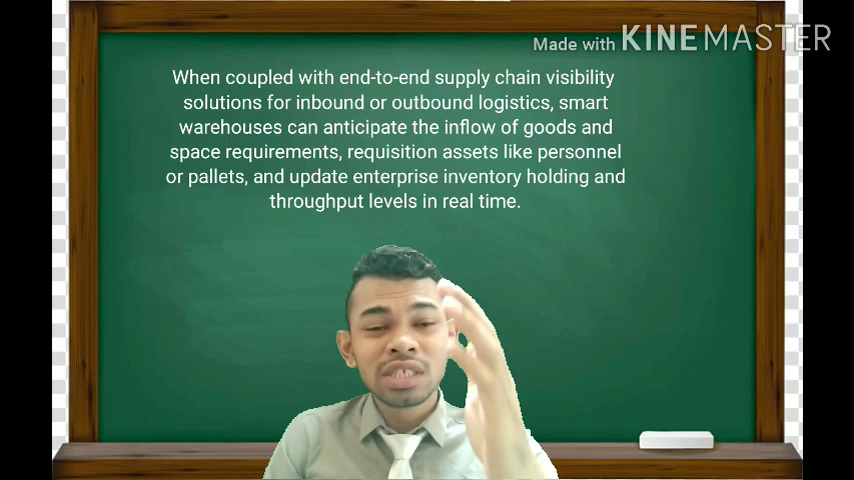 Made with KINEMASTER
When coupled with end-to-end supply chain visibility
solutions for inbound or outbound logistics, smart
warehouses can anticipate the inflow of goods and
space requirements, requisition assets like personnel
or pallets, and update enterprise inventory holding and
throughput levels in real time.